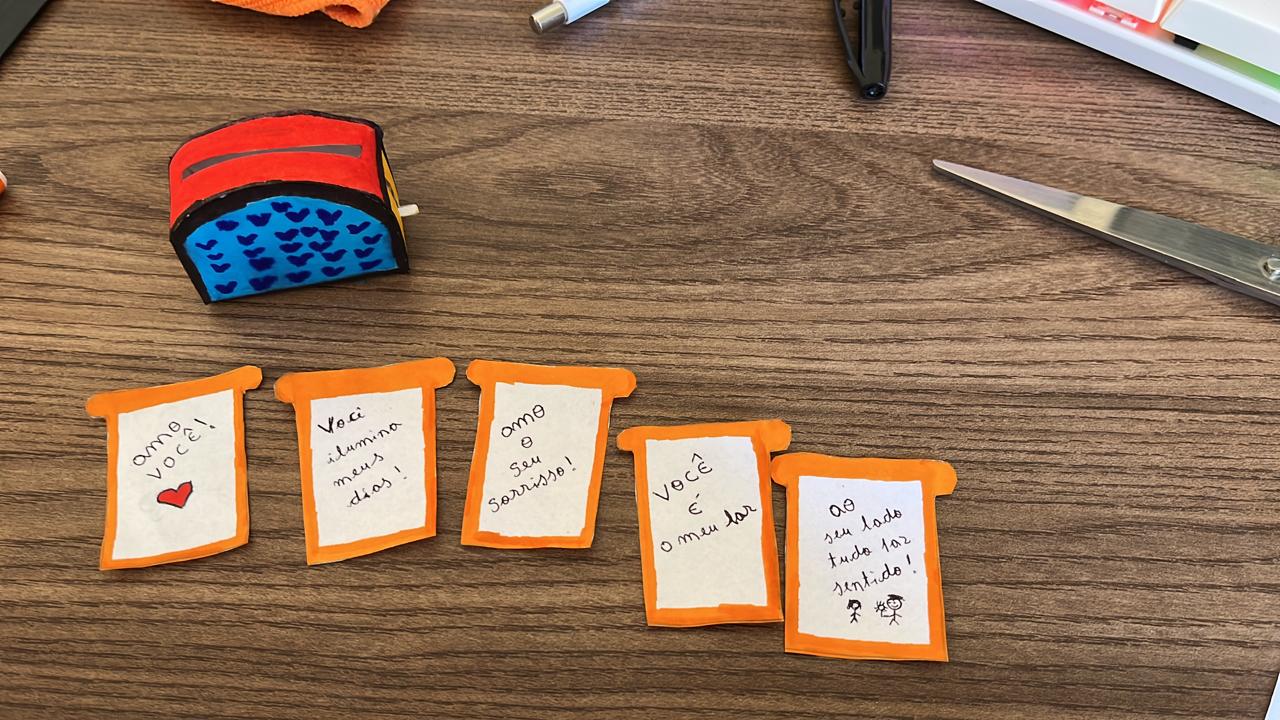 amo
você!
Você
ilumina
meus
dias!
amo
o
seu
sorriso!
VOCÊ
É
o meu lar
ao
seu lado
tudo faz
sentido!